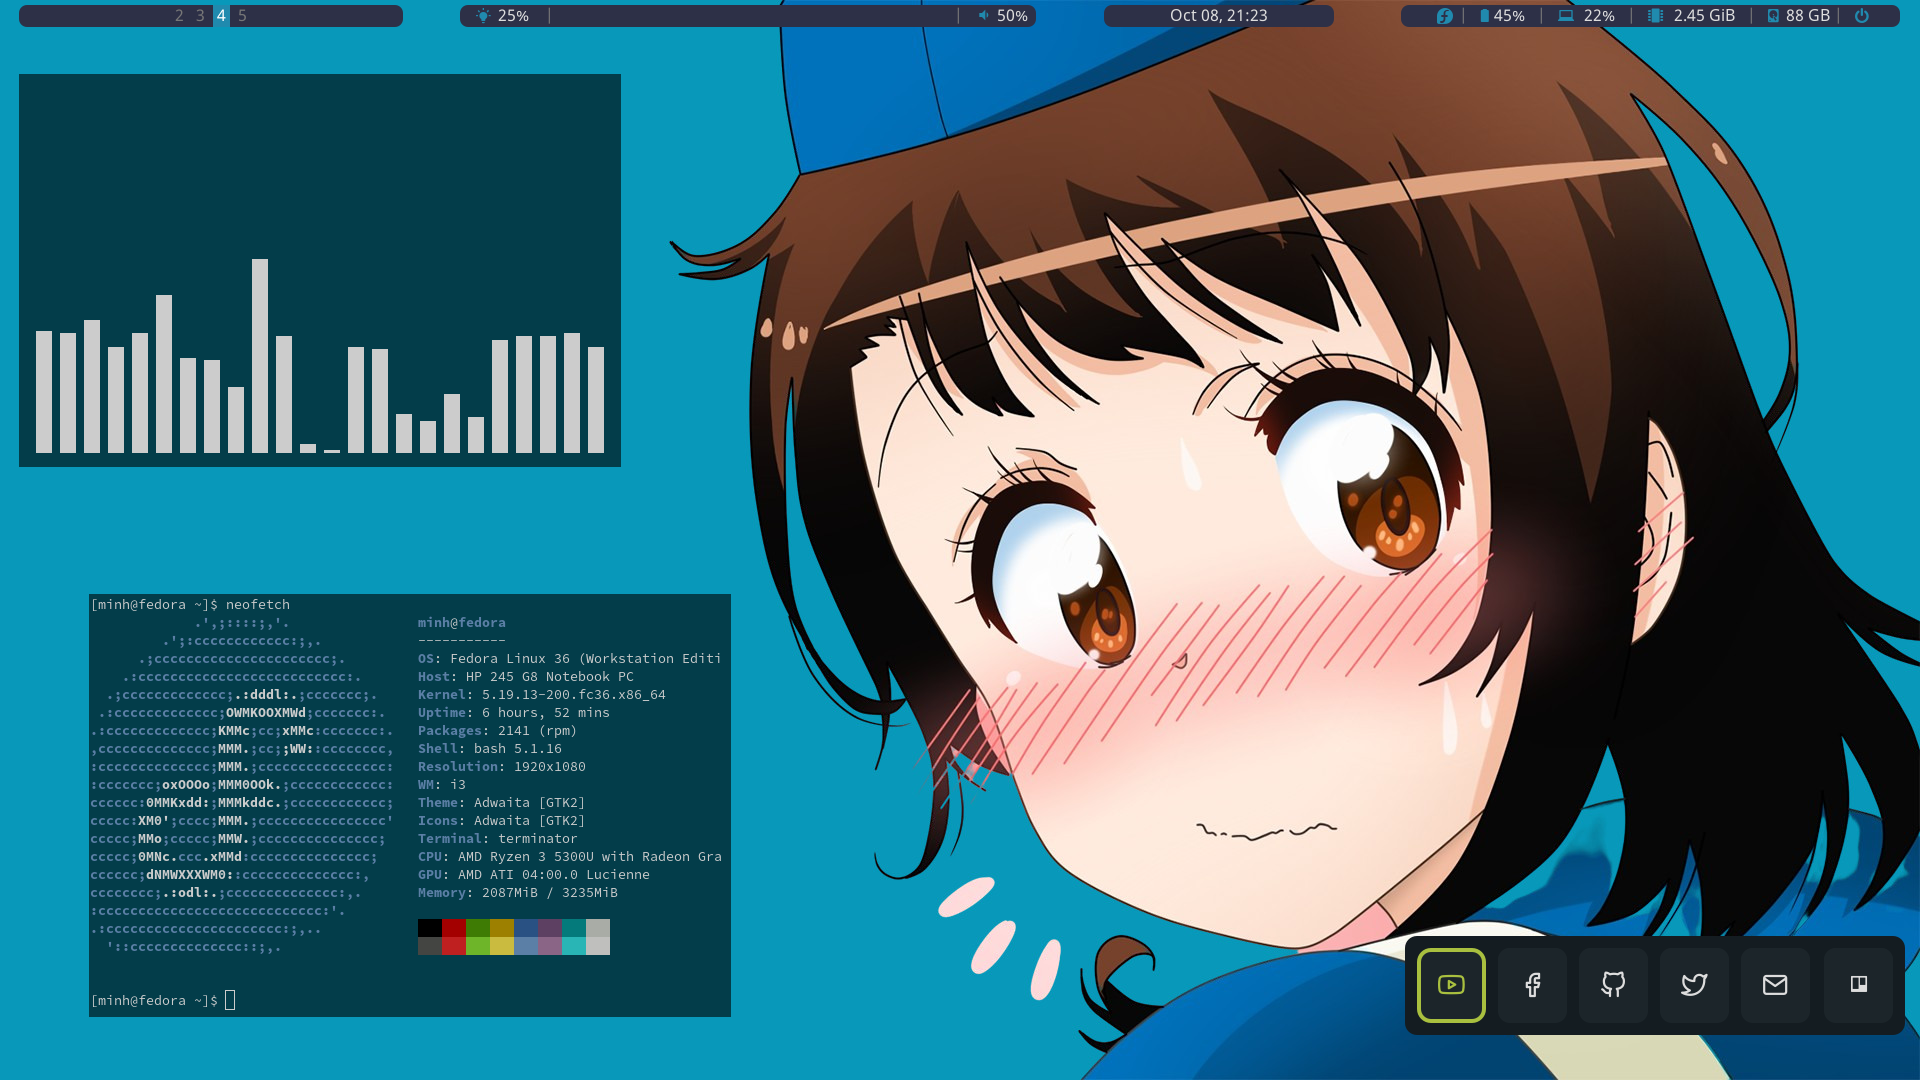 2 3 4 5
25%
50%
Oct 08, 21:23
45%
22%
2.45 GiB
88 GB
[minh@fedora ~]$ neofetch
.',;::::;,'.
.';:cccccccccccc:;,.
.;cccccccccccccccccccccc;.
.:cccccccccccccccccccccccccc:.
.;ccccccccccccc;.:dddl:.;ccccccc;.
.:ccccccccccccc;OWMKOOXMWd;ccccccc:.
.:ccccccccccccc;KMMc;cc;xMMc:ccccccc:.
,cccccccccccccc;MMM.;cc;;WW::cccccccc,
:cccccccccccccc;MMM.;cccccccccccccccc:
:ccccccc;oxOOOo;MMM0OOk.;cccccccccccc:
cccccc:0MMKxdd:;MMMkddc.;cccccccccccc;
ccccc:XM0';cccc;MMM.;cccccccccccccccc'
ccccc;MMo;ccccc;MMW.;ccccccccccccccc;
ccccc;0MNc.ccc.xMMd:ccccccccccccccc;
cccccc;dNMWXXXWM0::cccccccccccccc:,
cccccccc;.:odl:.;cccccccccccccc:,.
:cccccccccccccccccccccccccccc:'.
.:cccccccccccccccccccccc:;,..
'::cccccccccccccc::;,.
minh@fedora
-----------
OS: Fedora Linux 36 (Workstation Editi
Host: HP 245 G8 Notebook PC
Kernel: 5.19.13-200.fc36.x86_64
Uptime: 6 hours, 52 mins
Packages: 2141 (rpm)
Shell: bash 5.1.16
Resolution: 1920x1080
WM: i3
Theme: Adwaita [GTK2]
Icons: Adwaita [GTK2]
Terminal: terminator
CPU: AMD Ryzen 3 5300U with Radeon Gra
GPU: AMD ATI 04:00.0 Lucienne
Memory: 2087MiB / 3235MiB
[minh@fedora ~]$